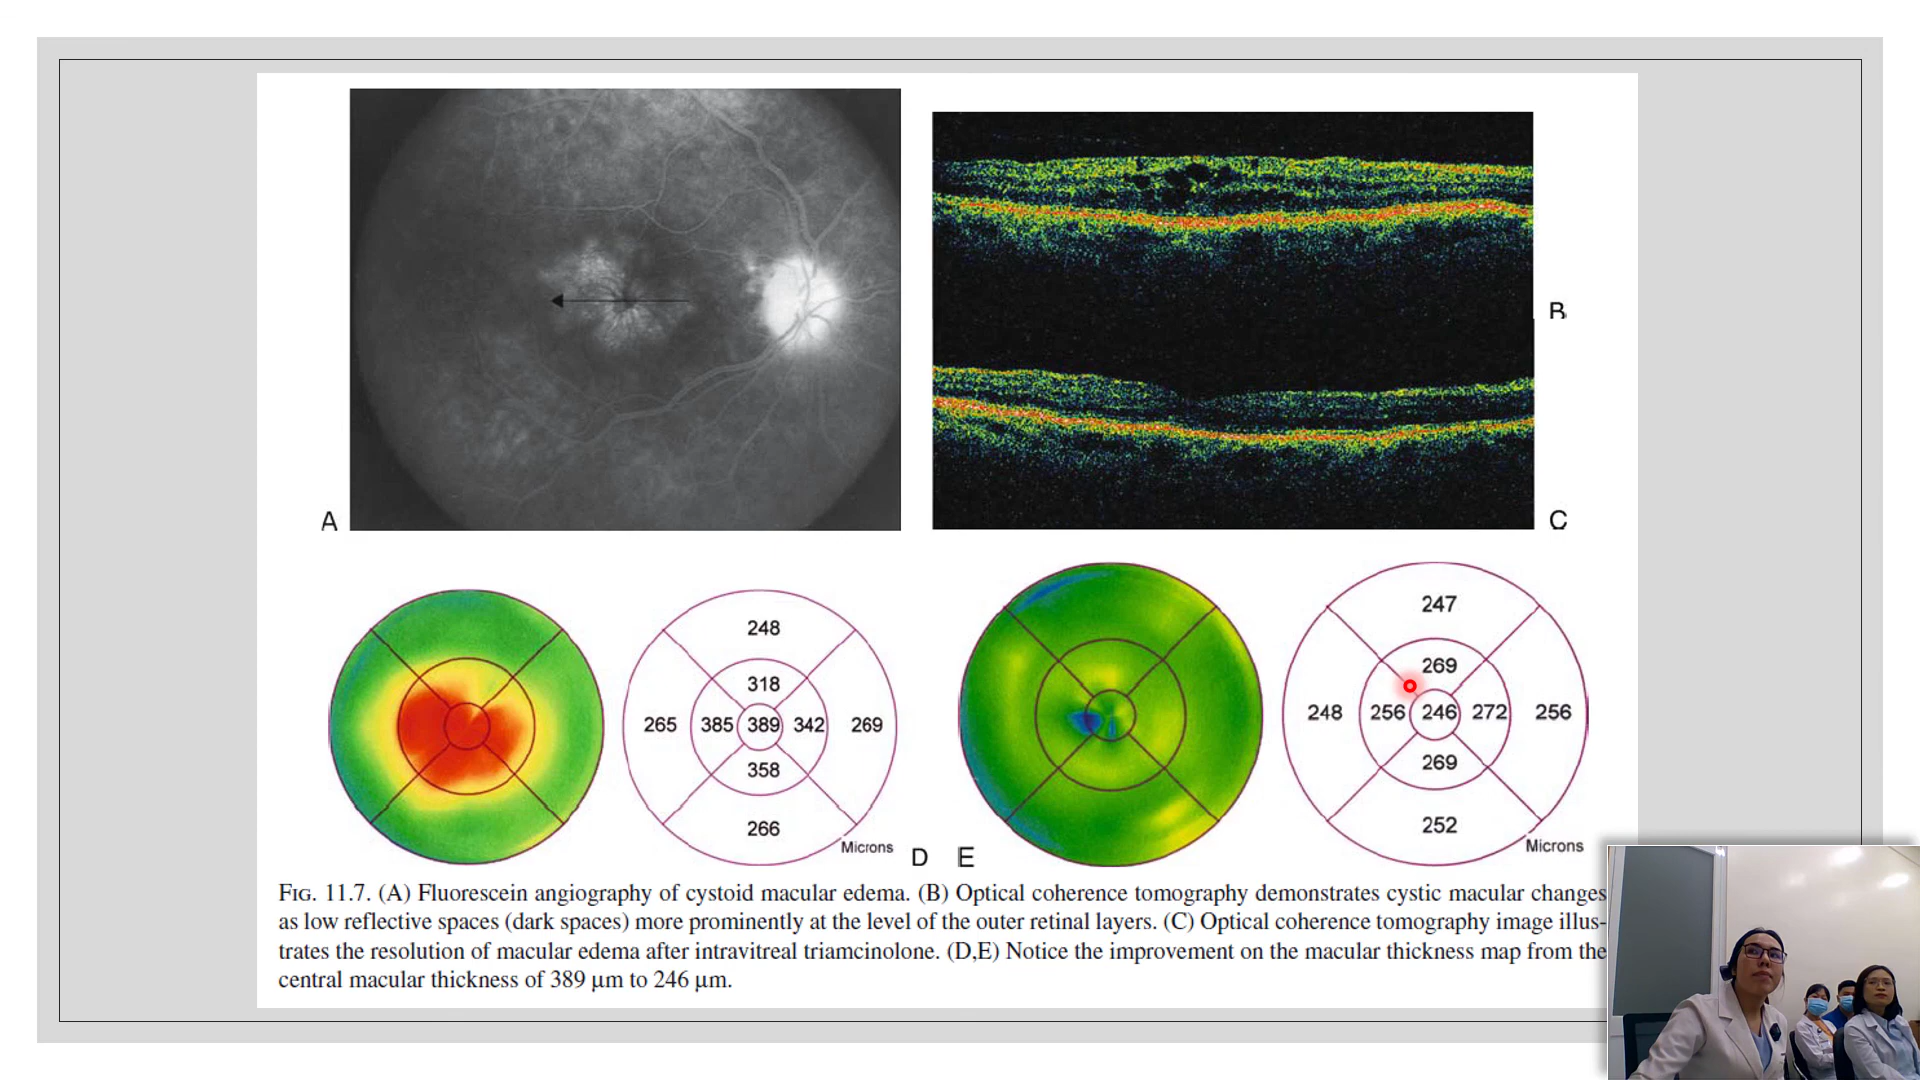 A
B
C
248
318
265 385 389 342 269
358
266
Microns
D
E
247
269
248 256 246 272 256
269
252
Microns
FIG. 11.7. (A) Fluorescein angiography of cystoid macular edema. (B) Optical coherence tomography demonstrates cystic macular changes
as low reflective spaces (dark spaces) more prominently at the level of the outer retinal layers. (C) Optical coherence tomography image illus-
trates the resolution of macular edema after intravitreal triamcinolone. (D,E) Notice the improvement on the macular thickness map from the
central macular thickness of 389 μm to 246 μm.